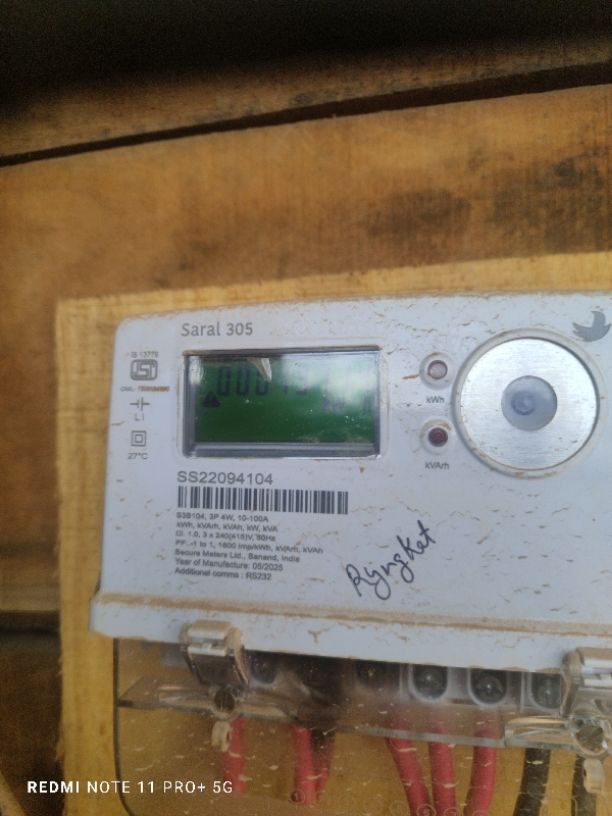 Saral 305
IS 13779
L1
27°C
kWh
kVArh
SS22094104
S3B104, 3P 4W, 10-100A
kWh, kVArh, kVAh, kW, kVA
Cl. 1.0, 3 x 240(415)V, 50Hz
PF: -1 to 1, 1600 imp/kWh, kVArh, kVAh
Secure Meters Ltd., Sanand, India
Year of Manufacture: 05/2025
Additional comms : RS232
REDMI NOTE 11 PRO+ 5G